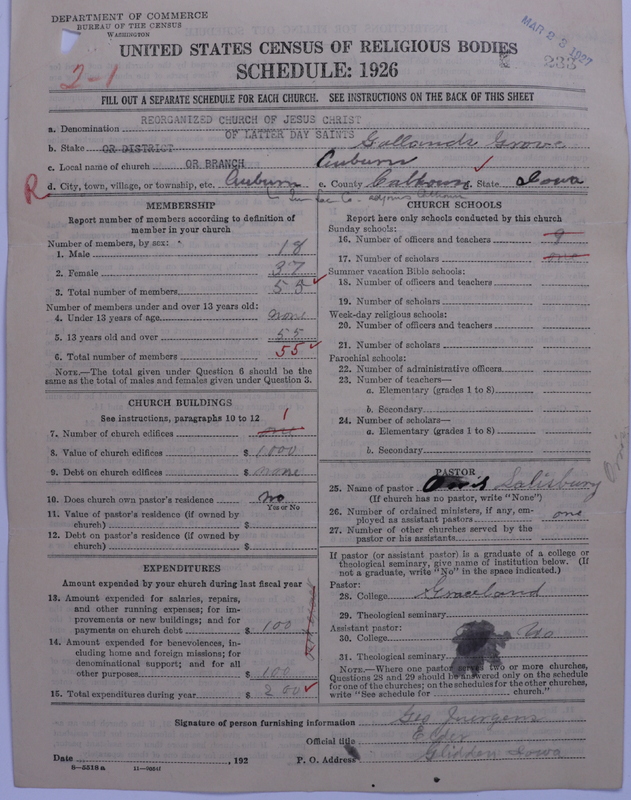 DEPARTMENT OF COMMERCE
BUREAU OF THE CENSUS
WASHINGTON
MAR 23 1927
UNITED STATES CENSUS OF RELIGIOUS BODIES
233
2-1
SCHEDULE: 1926
FILL OUT A SEPARATE SCHEDULE FOR EACH CHURCH. SEE INSTRUCTIONS ON THE BACK OF THIS SHEET
REORGANIZED CHURCH OF JESUS CHRIST
a. Denomination
OF LATTER DAY SAINTS
b. Stake OR DISTRICT Gallands Grove
c. Local name of church OR BRANCH Auburn
R d. City, town, village, or township, etc. Auburn e. County Calhoun State Iowa
Sac Co.
MEMBERSHIP
Report number of members according to definition of
member in your church
Number of members, by sex:
1. Male 18
2. Female 37
3. Total number of members 55
Number of members under and over 13 years old:
4. Under 13 years of age none
5. 13 years old and over 55
6. Total number of members 55
NOTE.—The total given under Question 6 should be the
same as the total of males and females given under Question 3.
CHURCH BUILDINGS
See instructions, paragraphs 10 to 12
7. Number of church edifices one 1
8. Value of church edifices $ 1000
9. Debt on church edifices $ none
10. Does church own pastor's residence no
Yes or No
11. Value of pastor's residence (if owned by
church) $
12. Debt on pastor's residence (if owned by
church) $
EXPENDITURES
Amount expended by your church during last fiscal year
13. Amount expended for salaries, repairs,
and other running expenses; for im-
provements or new buildings; and for
payments on church debt $ 100
14. Amount expended for benevolences, in-
cluding home and foreign missions; for
denominational support; and for all
other purposes $ 100
15. Total expenditures during year $ 200
CHURCH SCHOOLS
Report here only schools conducted by this church
Sunday schools:
16. Number of officers and teachers 9
17. Number of scholars one
Summer vacation Bible schools:
18. Number of officers and teachers
19. Number of scholars
Week-day religious schools:
20. Number of officers and teachers
21. Number of scholars
Parochial schools:
22. Number of administrative officers
23. Number of teachers—
a. Elementary (grades 1 to 8)
b. Secondary
24. Number of scholars—
a. Elementary (grades 1 to 8)
b. Secondary
PASTOR
25. Name of pastor Orris Salisbury
Orris
(If church has no pastor, write "None")
26. Number of ordained ministers, if any, em-
ployed as assistant pastors one
27. Number of other churches served by the
pastor or his assistants
If pastor (or assistant pastor) is a graduate of a college or
theological seminary, give name of institution below. (If
not a graduate, write "No" in the space indicated.)
Pastor:
28. College Graceland
29. Theological seminary
Assistant pastor:
30. College No
31. Theological seminary
NOTE.—Where one pastor serves two or more churches,
Questions 28 and 29 should be answered only on the schedule
for one of the churches; on the schedules for the other churches,
write "See schedule for church."
Signature of person furnishing information Geo Juergens
Official title Elder
Date , 192 P. O. Address Glidden Iowa
8-5318a